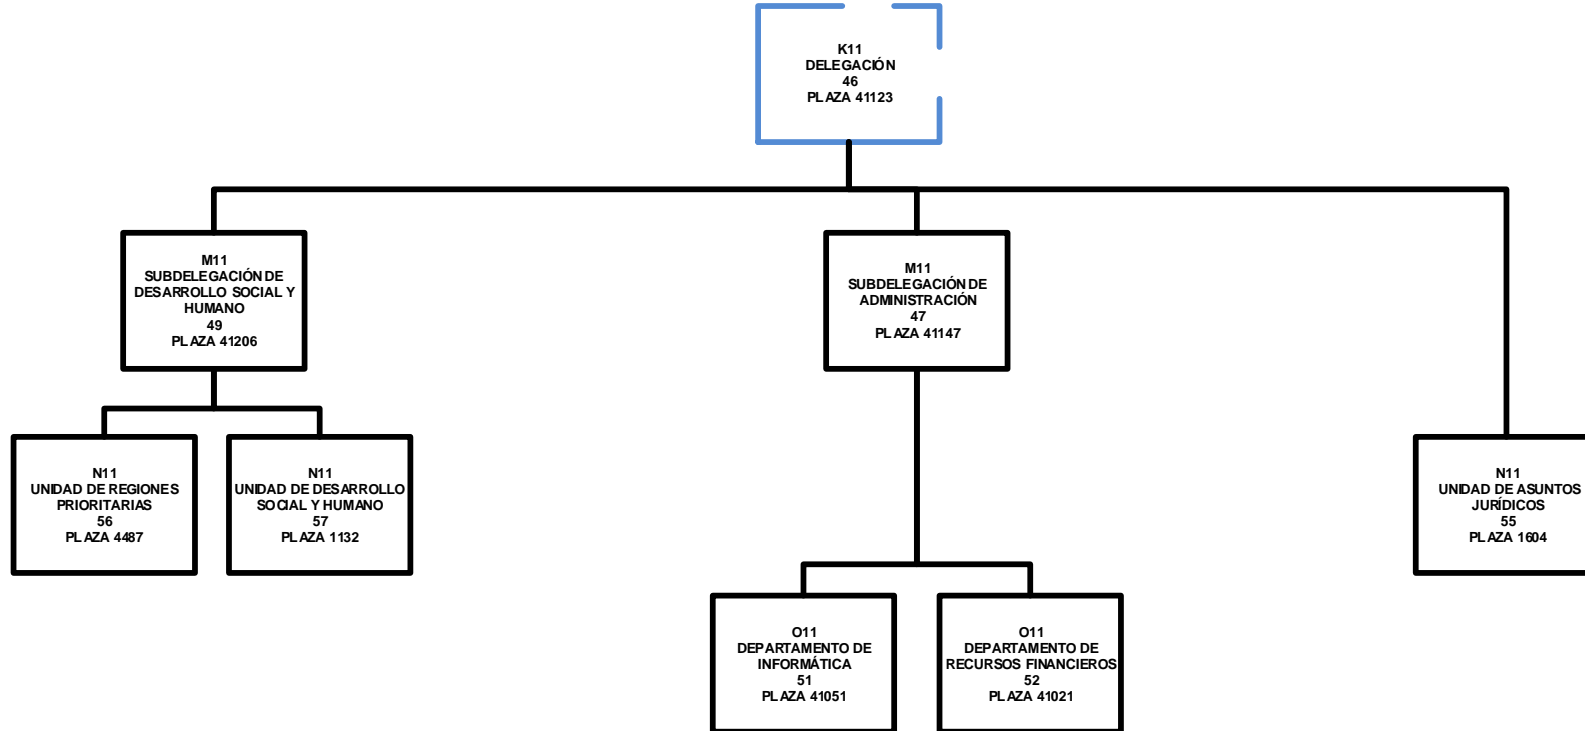 K11
DELEGACIÓN
46
PLAZA 41123
M11
SUBDELEGACIÓN DE
DESARROLLO SOCIAL Y
HUMANO
49
PLAZA 41206
M11
SUBDELEGACIÓN DE
ADMINISTRACIÓN
47
PLAZA 41147
N11
UNIDAD DE REGIONES
PRIORITARIAS
56
PLAZA 4487
N11
UNIDAD DE DESARROLLO
SOCIAL Y HUMANO
57
PLAZA 1132
N11
UNIDAD DE ASUNTOS
JURÍDICOS
55
PLAZA 1604
O11
DEPARTAMENTO DE
INFORMÁTICA
51
PLAZA 41051
O11
DEPARTAMENTO DE
RECURSOS FINANCIEROS
52
PLAZA 41021